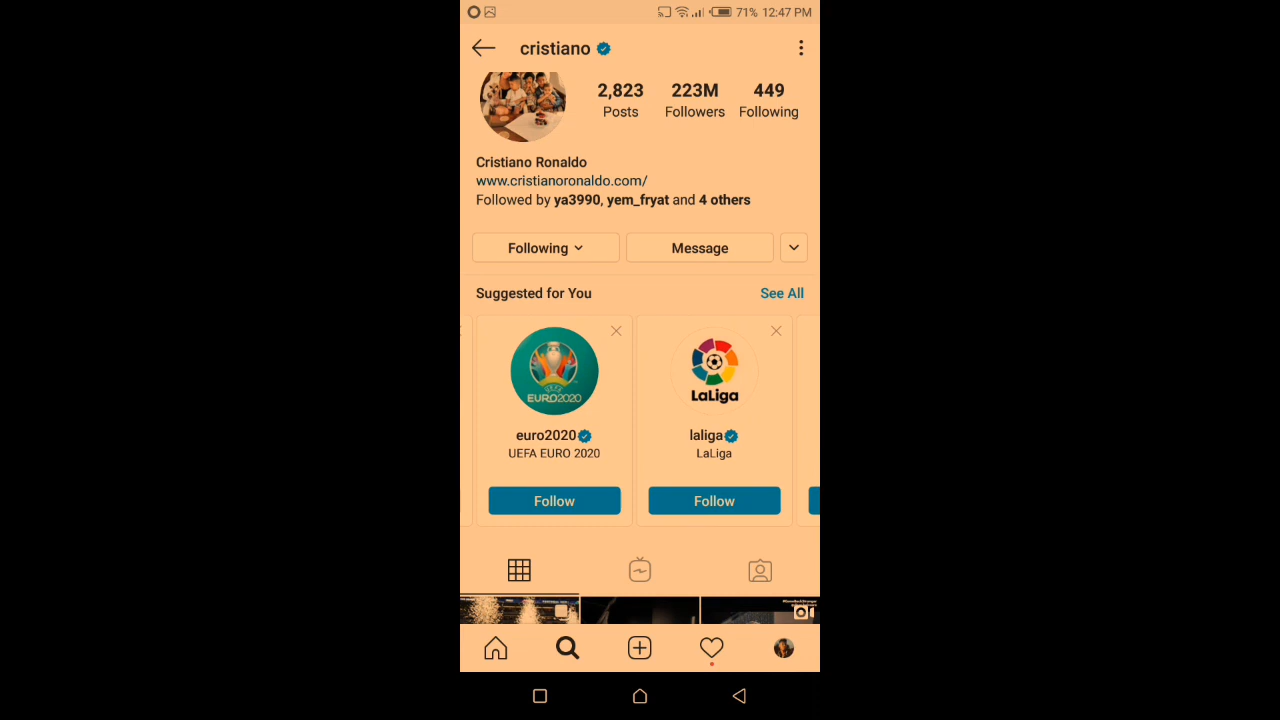 71% 12:47 PM
cristiano
2,823 223M 449
Posts Followers Following
Cristiano Ronaldo
www.cristianoronaldo.com/
Followed by ya3990, yem_fryat and 4 others
Following Message
Suggested for You See All
UEFA
EURO2020
LaLiga
euro2020 laliga
UEFA EURO 2020 LaLiga
Follow Follow